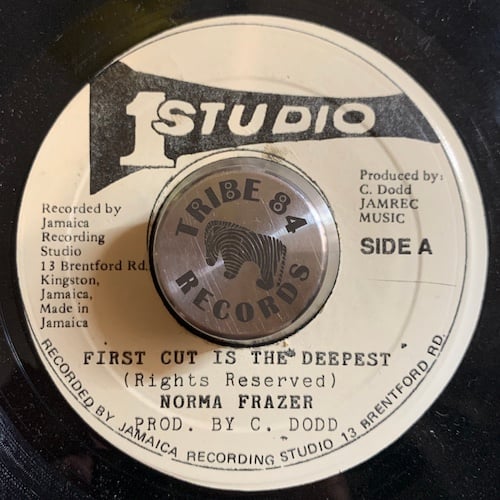 1 STUDIO
Recorded by
Jamaica
Recording
Studio
13 Brentford Rd.
Kingston,
Jamaica,
Made in
Jamaica
TRIBE 84
RECORDS
Produced by:
C. Dodd
JAMREC
MUSIC
SIDE A
FIRST CUT IS THE DEEPEST
(Rights Reserved)
NORMA FRAZER
PROD. BY C. DODD
RECORDED BY JAMAICA RECORDING STUDIO 13 BRENTFORD RD.